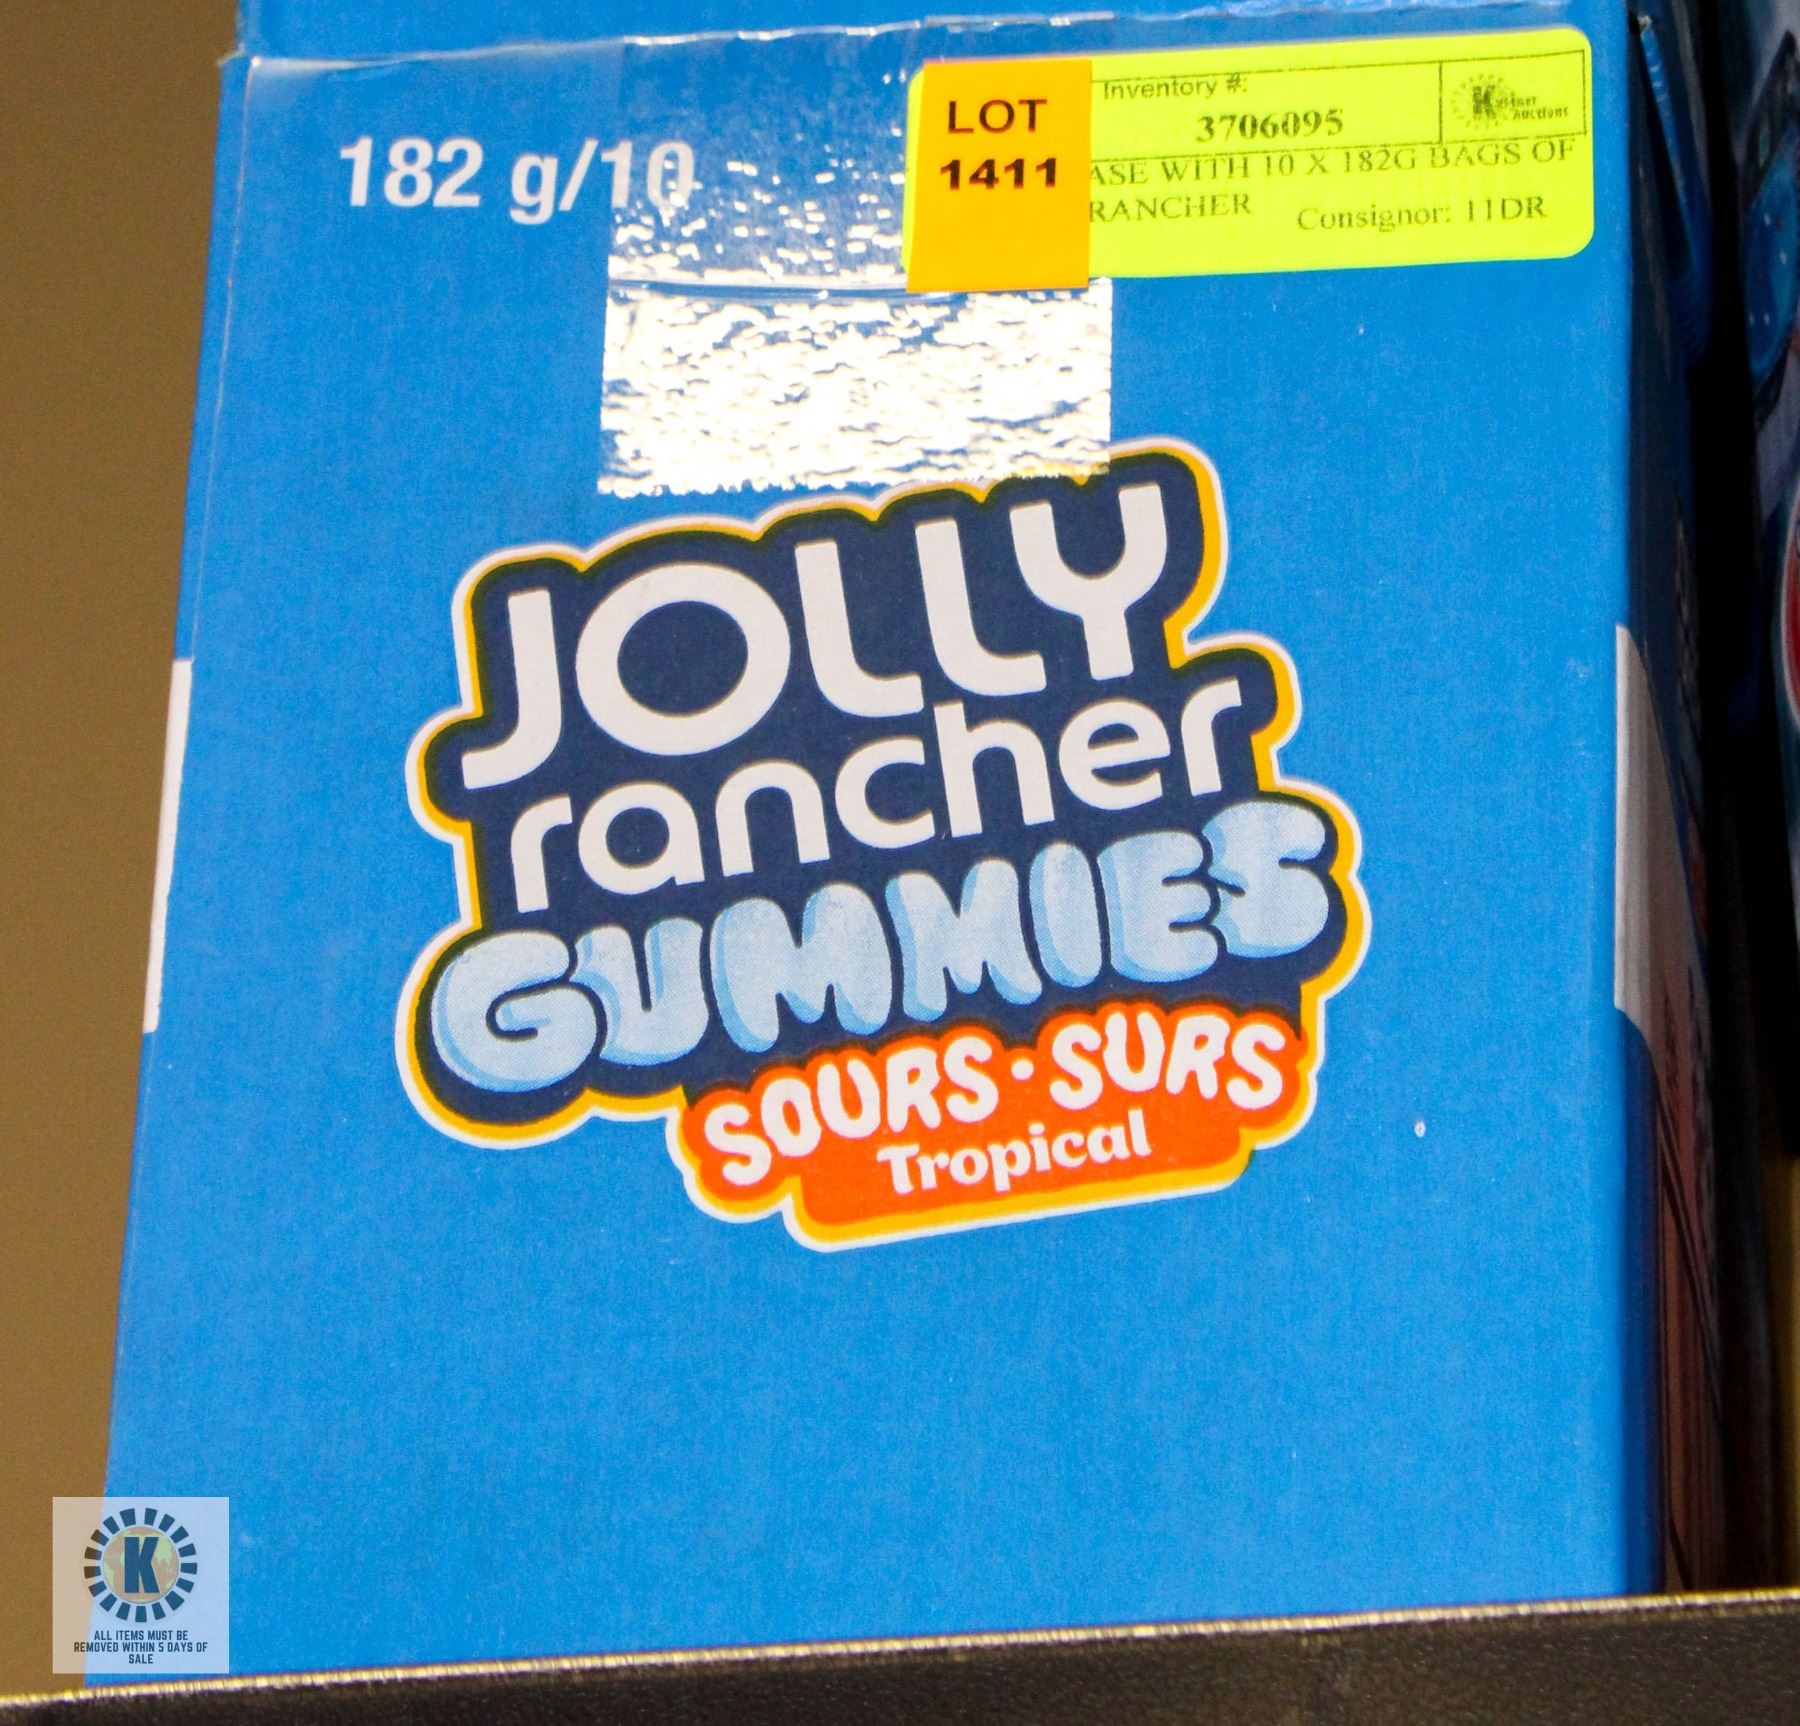 182 g/10
LOT
1411
Inventory #:
3706095
ASE WITH 10 X 182G BAGS OF
RANCHER
Consignor: 11DR
JOLLY
rancher
GUMMIES
SOURS · SURS
Tropical
K
ALL ITEMS MUST BE
REMOVED WITHIN 5 DAYS OF
SALE